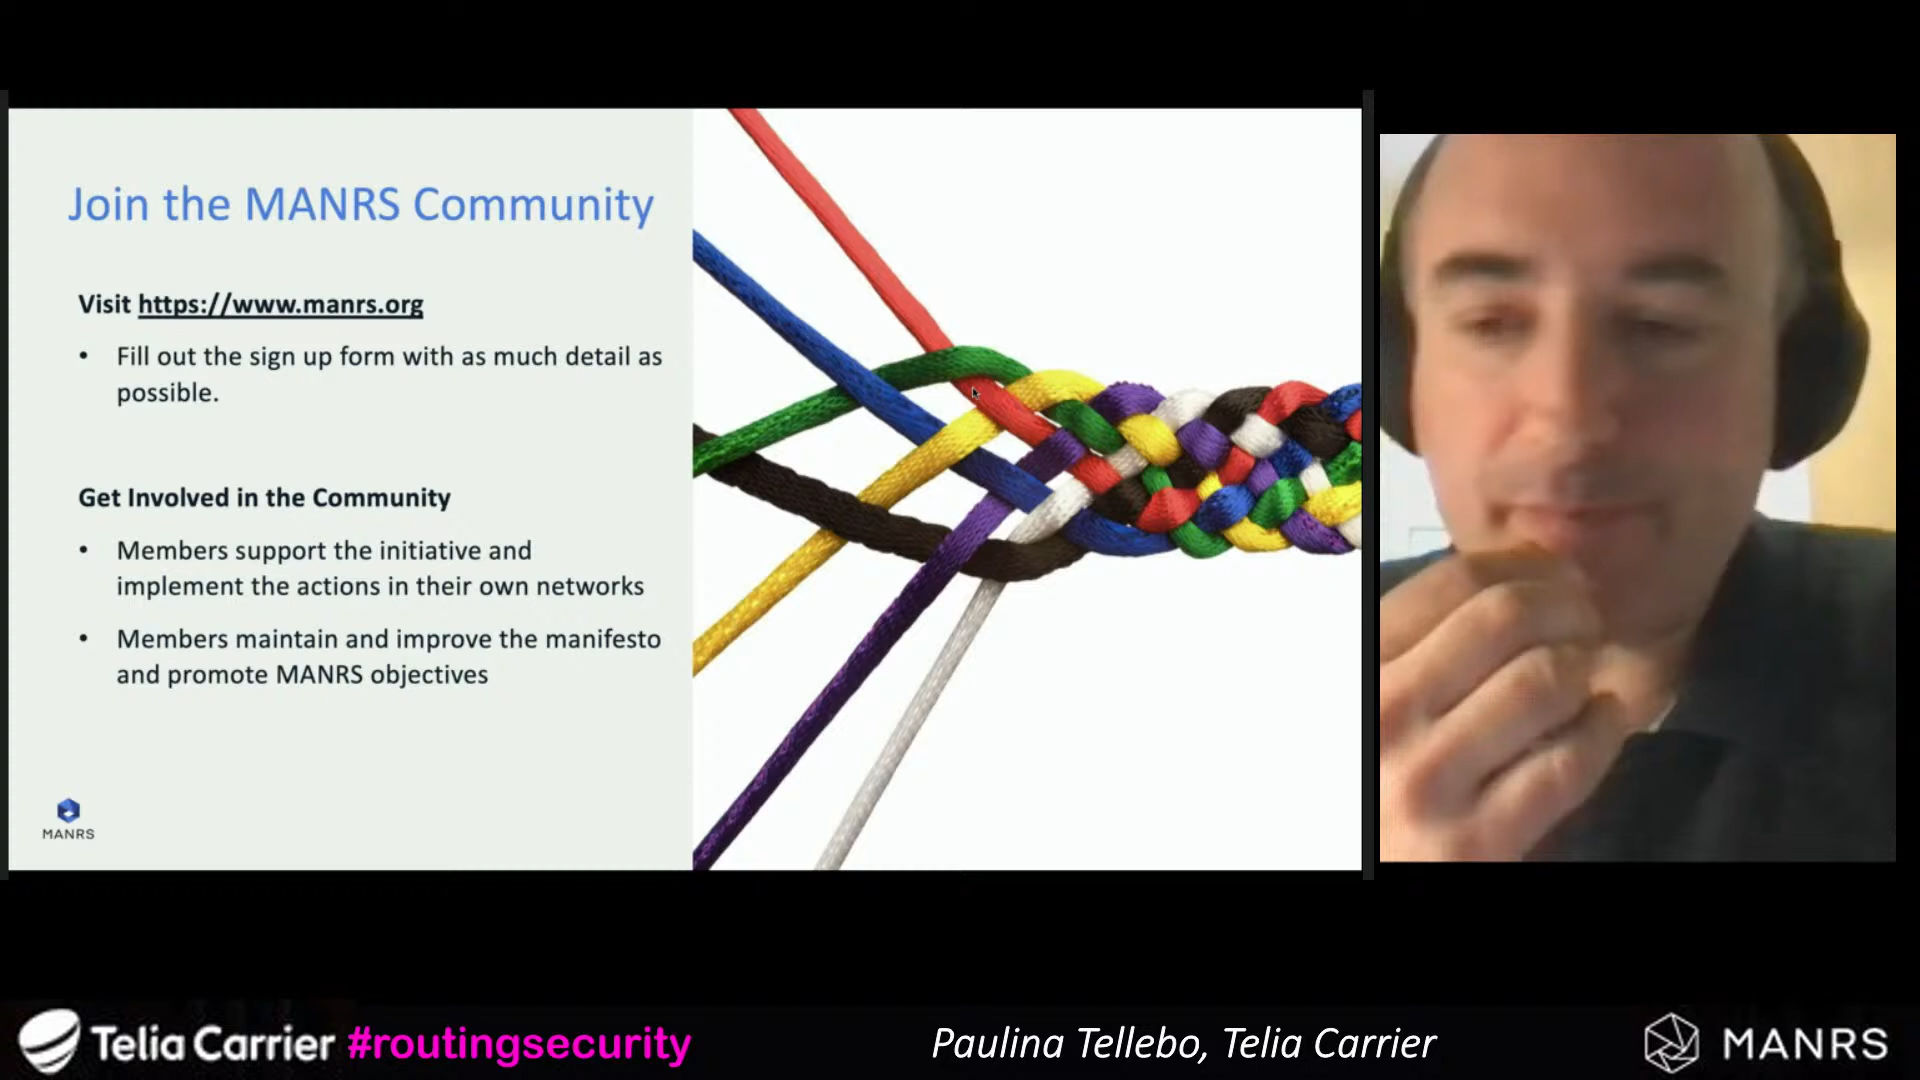 Join the MANRS Community
Visit https://www.manrs.org
• Fill out the sign up form with as much detail as
possible.
Get Involved in the Community
• Members support the initiative and
implement the actions in their own networks
• Members maintain and improve the manifesto
and promote MANRS objectives
MANRS
Telia Carrier #routingsecurity
Paulina Tellebo, Telia Carrier
MANRS